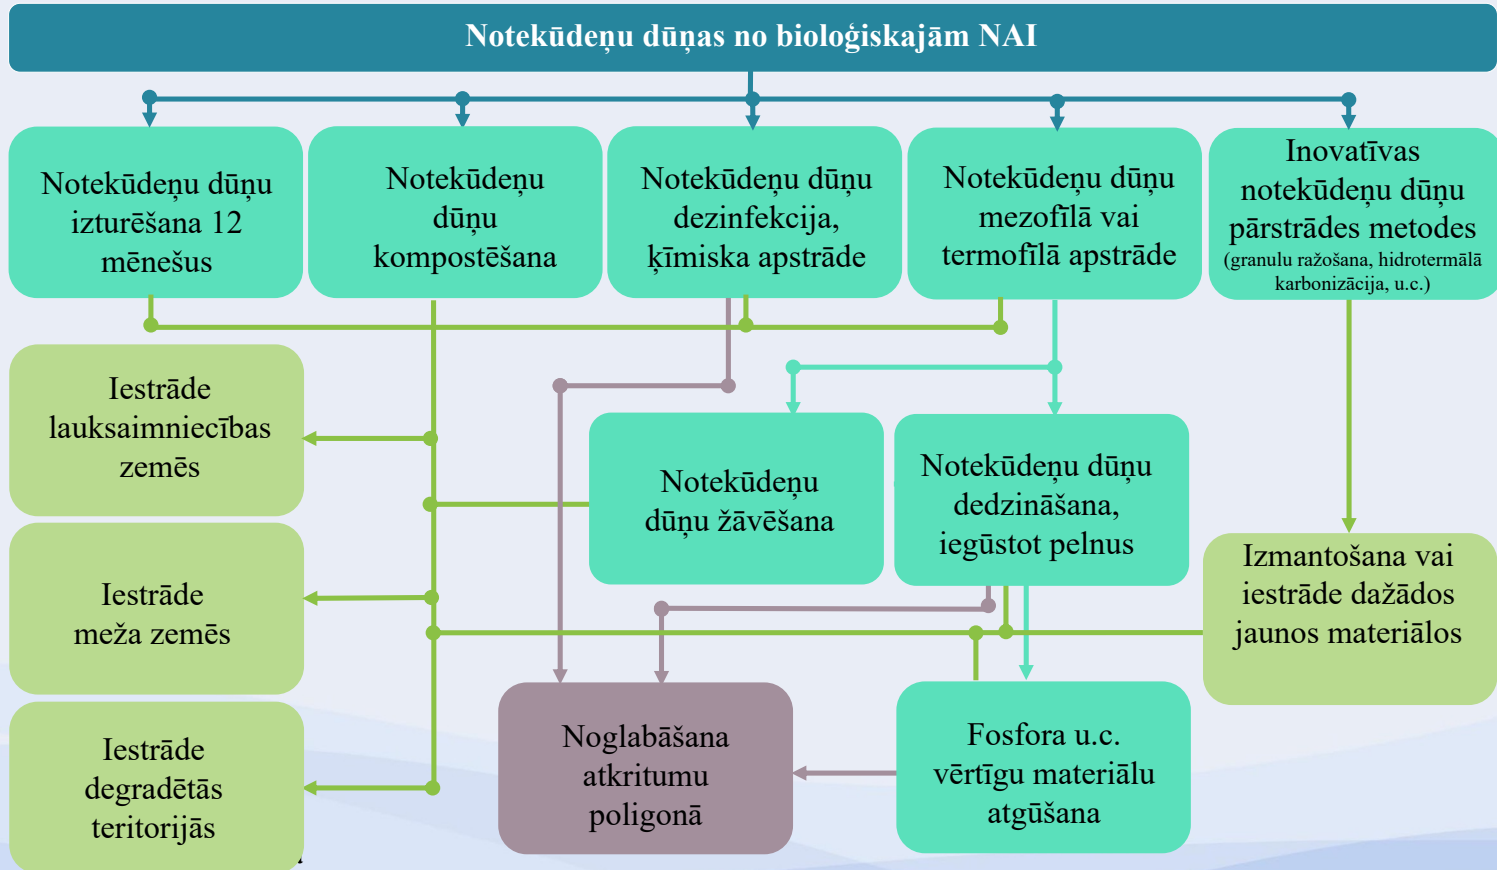 Notekūdeņu dūņas no bioloģiskajām NAI
Notekūdeņu dūņu
izturēšana 12
mēnešus
Notekūdeņu
dūņu
kompostēšana
Notekūdeņu dūņu
dezinfekcija,
ķīmiska apstrāde
Notekūdeņu dūņu
mezofīlā vai
termofīlā apstrāde
Inovatīvas
notekūdeņu dūņu
pārstrādes metodes
(granulu ražošana, hidrotermālā
karbonizācija, u.c.)
Iestrāde
lauksaimniecības
zemēs
Notekūdeņu
dūņu žāvēšana
Notekūdeņu dūņu
dedzināšana,
iegūstot pelnus
Iestrāde
meža zemēs
Izmantošana vai
iestrāde dažādos
jaunos materiālos
Iestrāde
degradētās
teritorijās
Noglabāšana
atkritumu
poligonā
Fosfora u.c.
vērtīgu materiālu
atgūšana